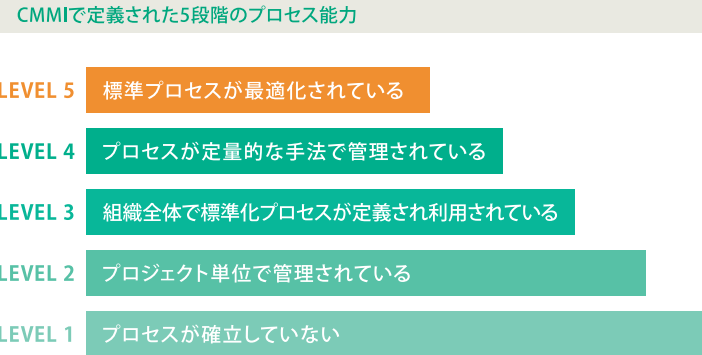 CMMIで定義された5段階のプロセス能力
LEVEL 5 標準プロセスが最適化されている
LEVEL 4 プロセスが定量的な手法で管理されている
LEVEL 3 組織全体で標準化プロセスが定義され利用されている
LEVEL 2 プロジェクト単位で管理されている
LEVEL 1 プロセスが確立していない